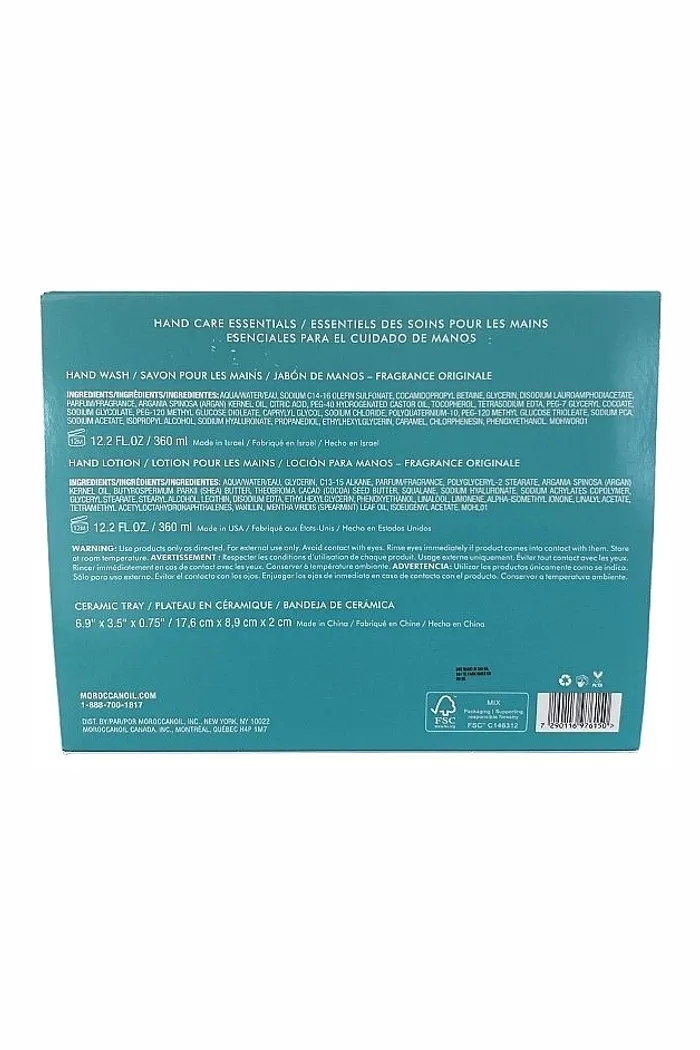 HAND CARE ESSENTIALS / ESSENTIELS DES SOINS POUR LES MAINS
ESENCIALES PARA EL CUIDADO DE MANOS
HAND WASH / SAVON POUR LES MAINS / JABÓN DE MANOS – FRAGRANCE ORIGINALE
INGREDIENTS/INGRÉDIENTS/INGREDIENTES: AQUA/WATER/EAU, SODIUM C14-16 OLEFIN SULFONATE, COCAMIDOPROPYL BETAINE, GLYCERIN, DISODIUM LAUROAMPHODIACETATE,
PARFUM/FRAGRANCE, ARGANIA SPINOSA (ARGAN) KERNEL OIL, CITRIC ACID, PEG-40 HYDROGENATED CASTOR OIL, TOCOPHEROL, TETRASODIUM EDTA, PEG-7 GLYCERYL COCOATE,
SODIUM GLYCOLATE, PEG-120 METHYL GLUCOSE DIOLEATE, CAPRYLYL GLYCOL, SODIUM CHLORIDE, POLYQUATERNIUM-10, PEG-120 METHYL GLUCOSE TRIOLEATE, SODIUM PCA,
ISOPROPYL ALCOHOL, SODIUM HYALURONATE, PROPANEDIOL, ETHYLHEXYLGLYCERIN, CARAMEL, CHLORPHENESIN, PHENOXYETHANOL. MOHWO01
12M 12.2 FL.OZ / 360 ml Made in Israel / Fabriqué en Israël / Hecho en Israel
HAND LOTION / LOTION POUR LES MAINS / LOCIÓN PARA MANOS – FRAGRANCE ORIGINALE
INGREDIENTS/INGRÉDIENTS/INGREDIENTES: AQUA/WATER/EAU, GLYCERIN, C13-15 ALKANE, PARFUM/FRAGRANCE, POLYGLYCERYL-2 STEARATE, ARGANIA SPINOSA (ARGAN)
KERNEL OIL, BUTYROSPERMUM PARKII (SHEA) BUTTER, THEOBROMA CACAO (COCOA) SEED BUTTER, SQUALANE, SODIUM HYALURONATE, SODIUM ACRYLATES COPOLYMER,
GLYCERYL STEARATE, STEARYL ALCOHOL, LECITHIN, DISODIUM EDTA, ETHYLHEXYLGLYCERIN, PHENOXYETHANOL, LINALOOL, LIMONENE, ALPHA-ISOMETHYL IONONE, LINALYL ACETATE,
TETRAMETHYL ACETYLOCTAHYDRONAPHTHALENES, VANILLIN, MENTHA VIRIDIS (SPEARMINT) LEAF OIL, ISOEUGENYL ACETATE. MOHL01
12M 12.2 FL.OZ. / 360 ml Made in USA / Fabriqué aux États-Unis / Hecho en Estados Unidos
WARNING: Use products only as directed. For external use only. Avoid contact with eyes. Rinse eyes immediately if product comes into contact with them. Store
at room temperature. AVERTISSEMENT : Respecter les conditions d'utilisation de chaque produit. Usage externe uniquement. Éviter tout contact avec les yeux.
Rincer immédiatement en cas de contact avec les yeux. Conserver à température ambiante. ADVERTENCIA: Utilizar los productos únicamente como se indica.
Sólo para uso externo. Evitar el contacto con los ojos. Enjuagar los ojos de inmediato en caso de contacto con el producto. Conservar a temperatura ambiente.
CERAMIC TRAY / PLATEAU EN CÉRAMIQUE / BANDEJA DE CERÁMICA
6.9" x 3.5" x 0.75" / 17,6 cm x 8,9 cm x 2 cm Made in China / Fabriqué en Chine / Hecho en China
MOROCCANOIL.COM
1-888-700-1817
DIST. BY/PAR/POR MOROCCANOIL, INC., NEW YORK, NY 10022
MOROCCANOIL CANADA, INC., MONTRÉAL, QUÉBEC H4P 1M7
FSC
MIX
Packaging | Supporting
responsible forestry
FSC™ C148312
7 290116 976150 >